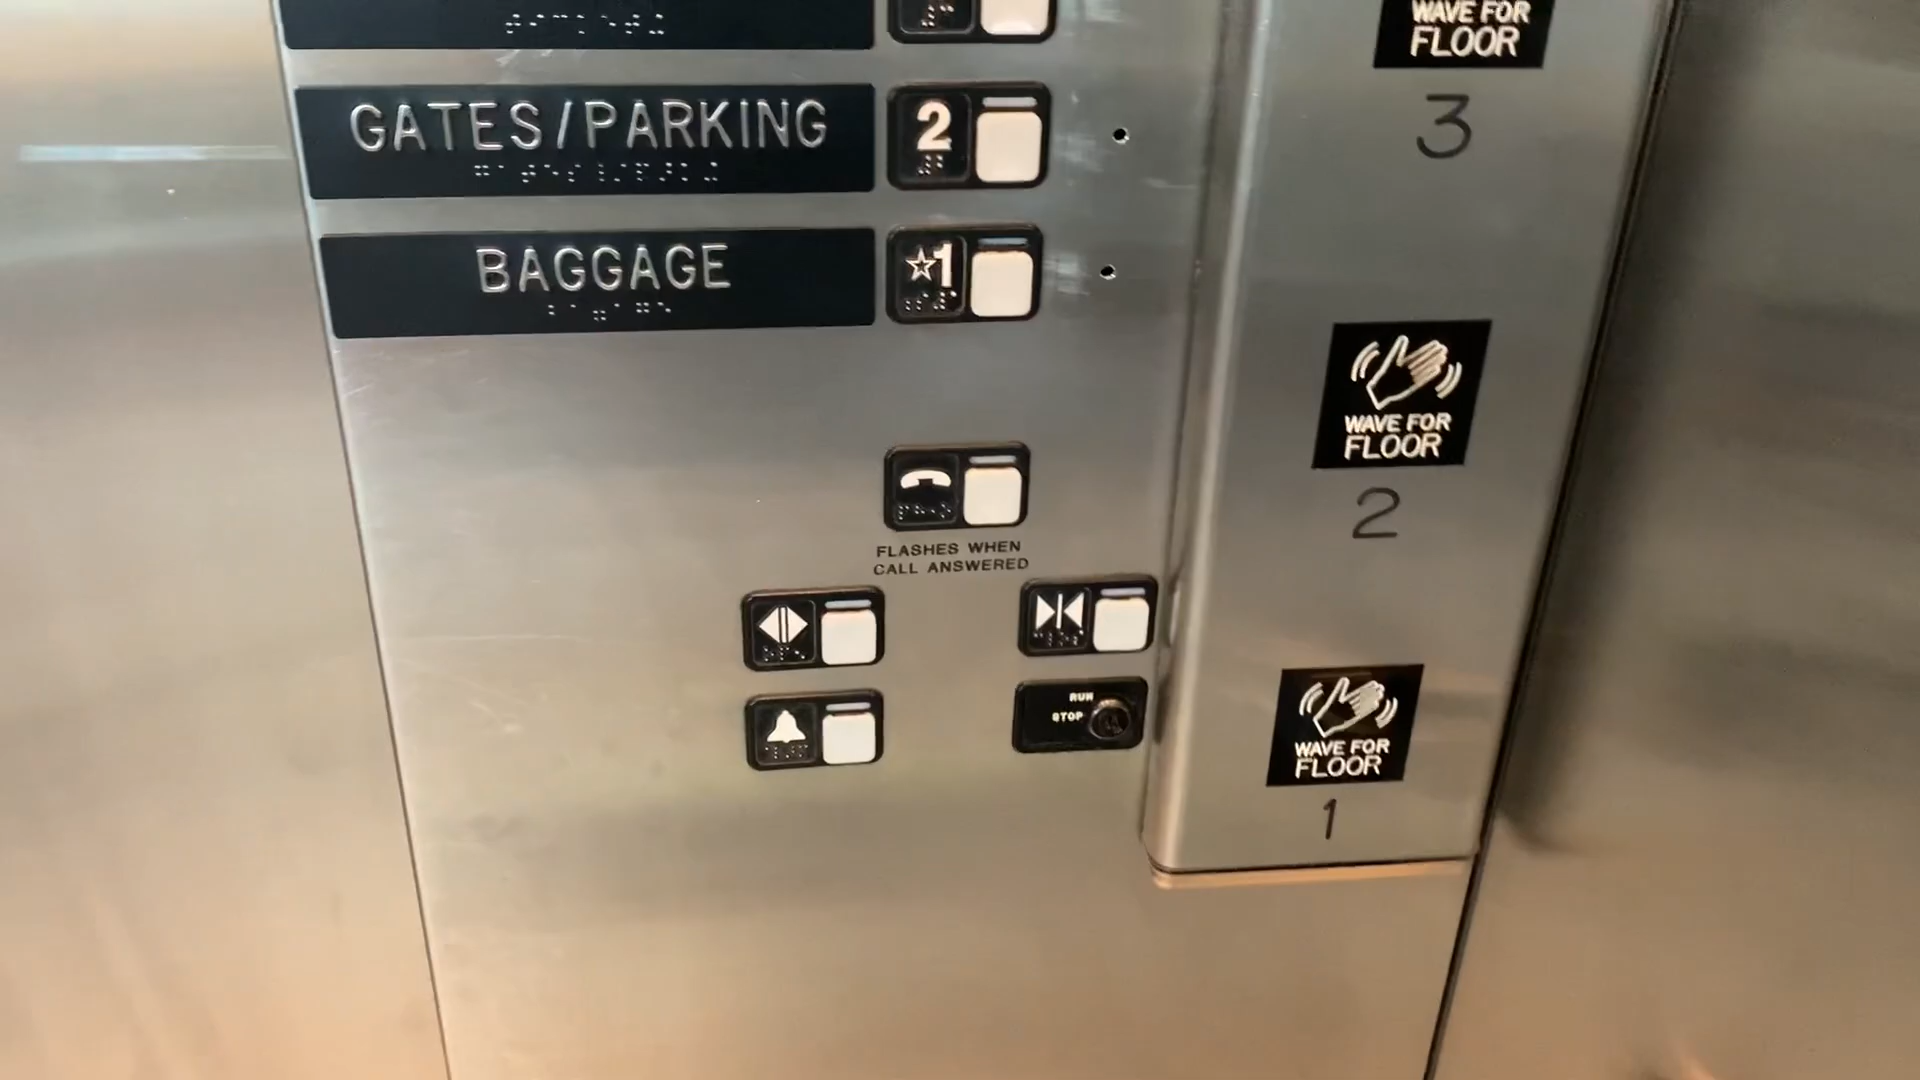 GATES/PARKING
2
BAGGAGE
☆1
FLASHES WHEN
CALL ANSWERED
RUN
STOP
WAVE FOR
FLOOR
3
WAVE FOR
FLOOR
2
WAVE FOR
FLOOR
1